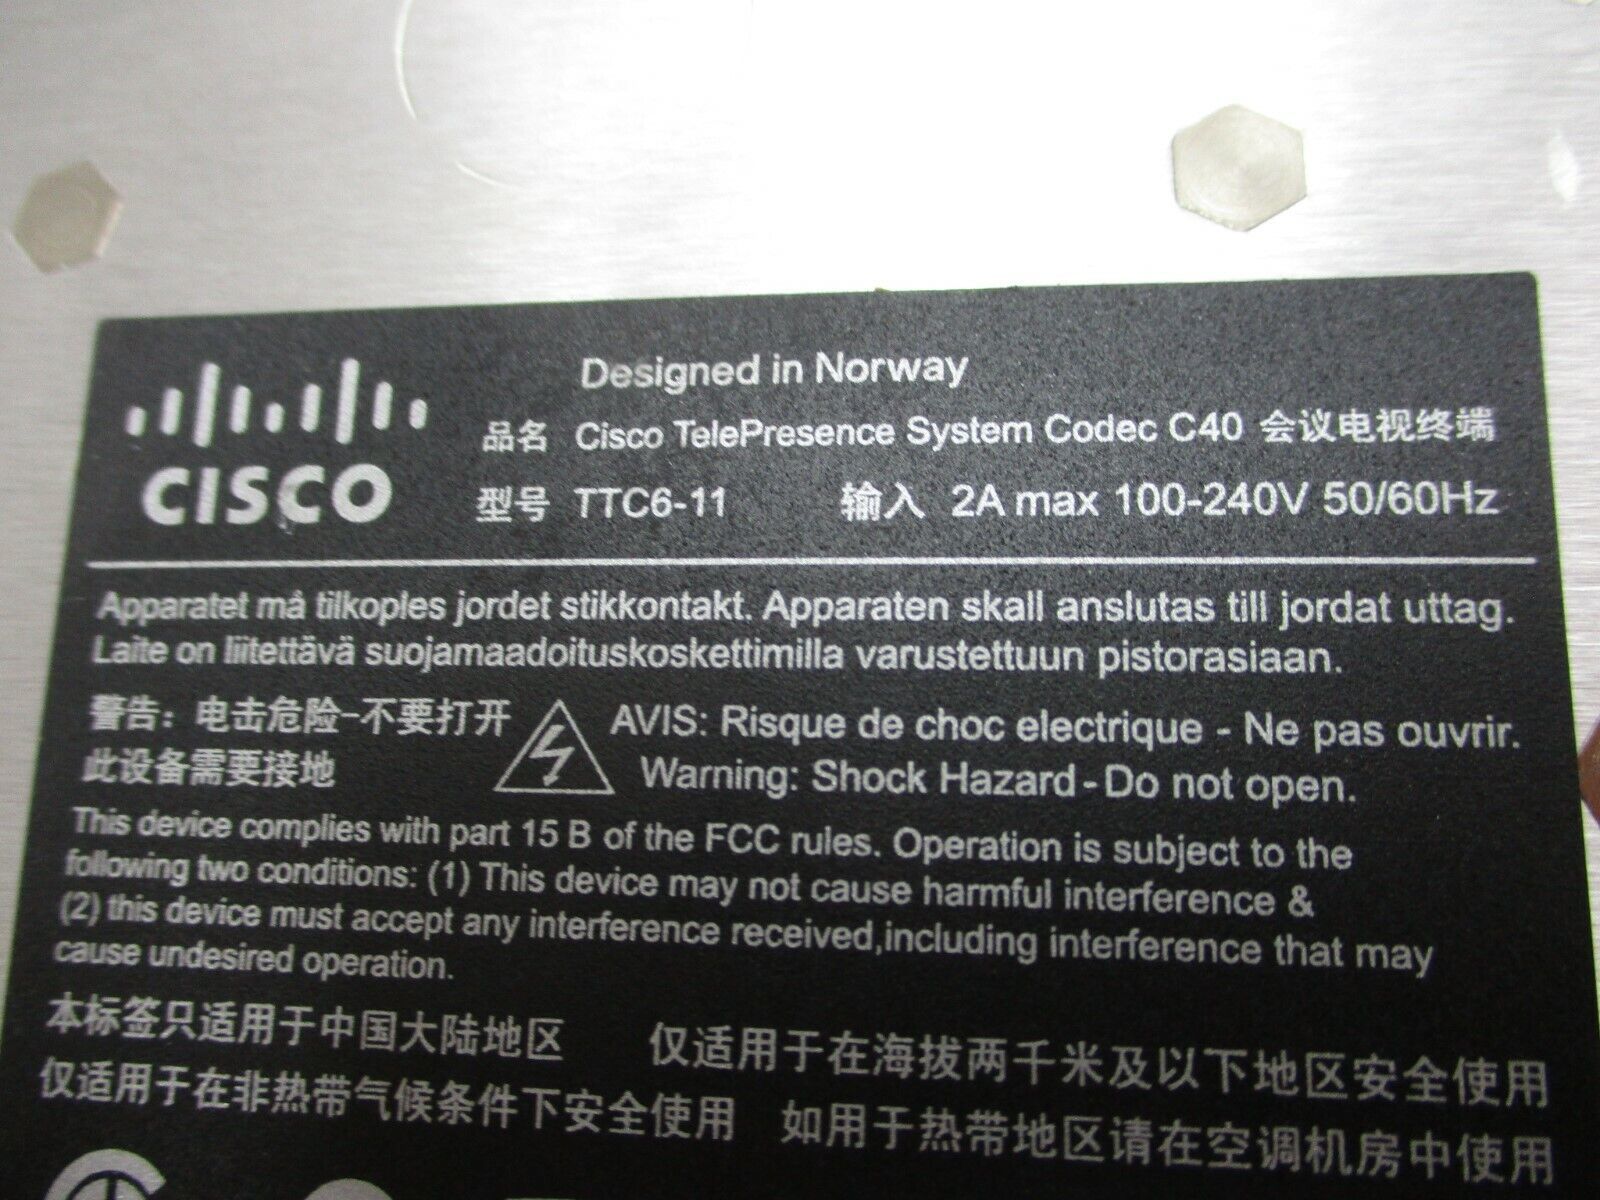 Designed in Norway
CISCO
品名 Cisco TelePresence System Codec C40 会议电视终端
型号 TTC6-11 输入 2A max 100-240V 50/60Hz
Apparatet må tilkoples jordet stikkontakt. Apparaten skall anslutas till jordat uttag.
Laite on liitettävä suojamaadoituskoskettimilla varustettuun pistorasiaan.
警告：电击危险-不要打开
此设备需要接地
AVIS: Risque de choc electrique - Ne pas ouvrir.
Warning: Shock Hazard - Do not open.
This device complies with part 15 B of the FCC rules. Operation is subject to the
following two conditions: (1) This device may not cause harmful interference &
(2) this device must accept any interference received,including interference that may
cause undesired operation.
本标签只适用于中国大陆地区 仅适用于在海拔两千米及以下地区安全使用
仅适用于在非热带气候条件下安全使用 如用于热带地区请在空调机房中使用